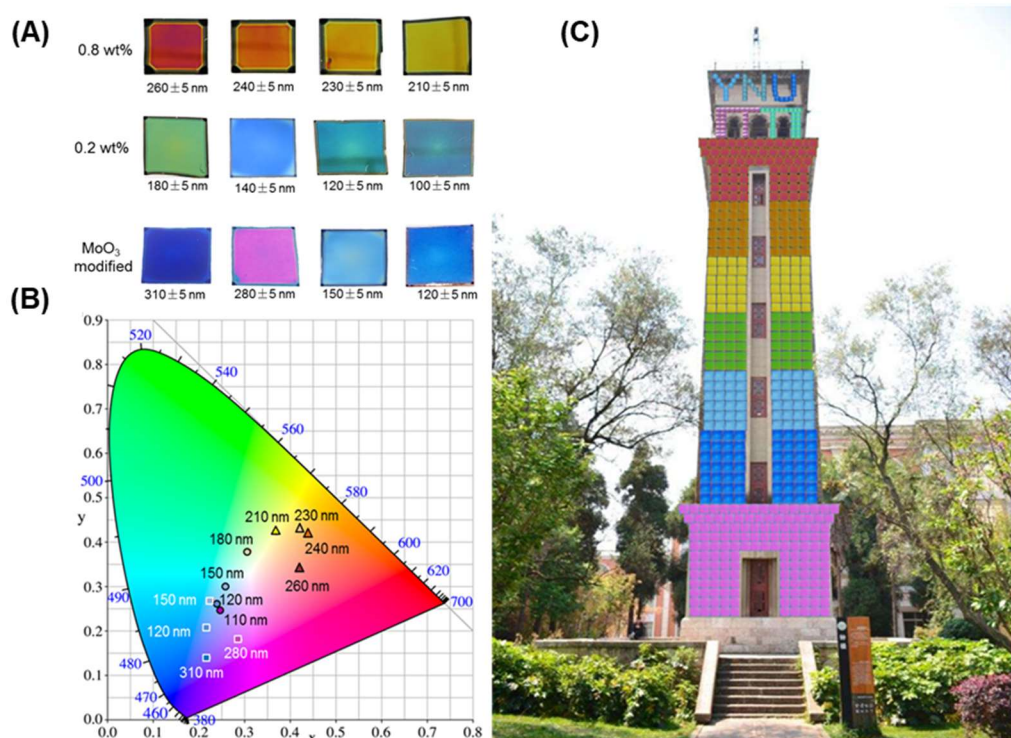 (A)
0.8 wt%
260±5 nm
240±5 nm
230±5 nm
210±5 nm
0.2 wt%
180±5 nm
140±5 nm
120±5 nm
100±5 nm
MoO₃
modified
310±5 nm
280±5 nm
150±5 nm
120±5 nm
(B)
0.9
0.8
0.7
0.6
0.5
y
0.4
0.3
0.2
0.1
0.0
0.0
0.1
0.2
0.3
0.4
0.5
0.6
0.7
0.8
x
520
540
560
580
600
620
700
500
490
480
470
460
380
210 nm
230 nm
240 nm
180 nm
260 nm
150 nm
150 nm
120 nm
110 nm
120 nm
280 nm
310 nm
(C)
YNU